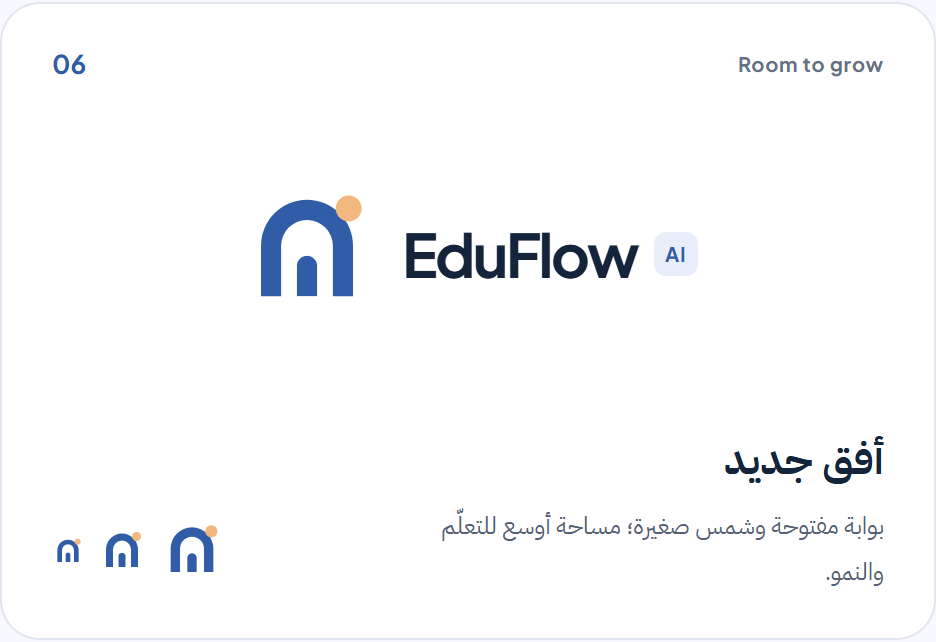 06
Room to grow
EduFlow AI
أفق جديد
بوابة مفتوحة وشمس صغيرة؛ مساحة أوسع للتعلّم
والنمو.